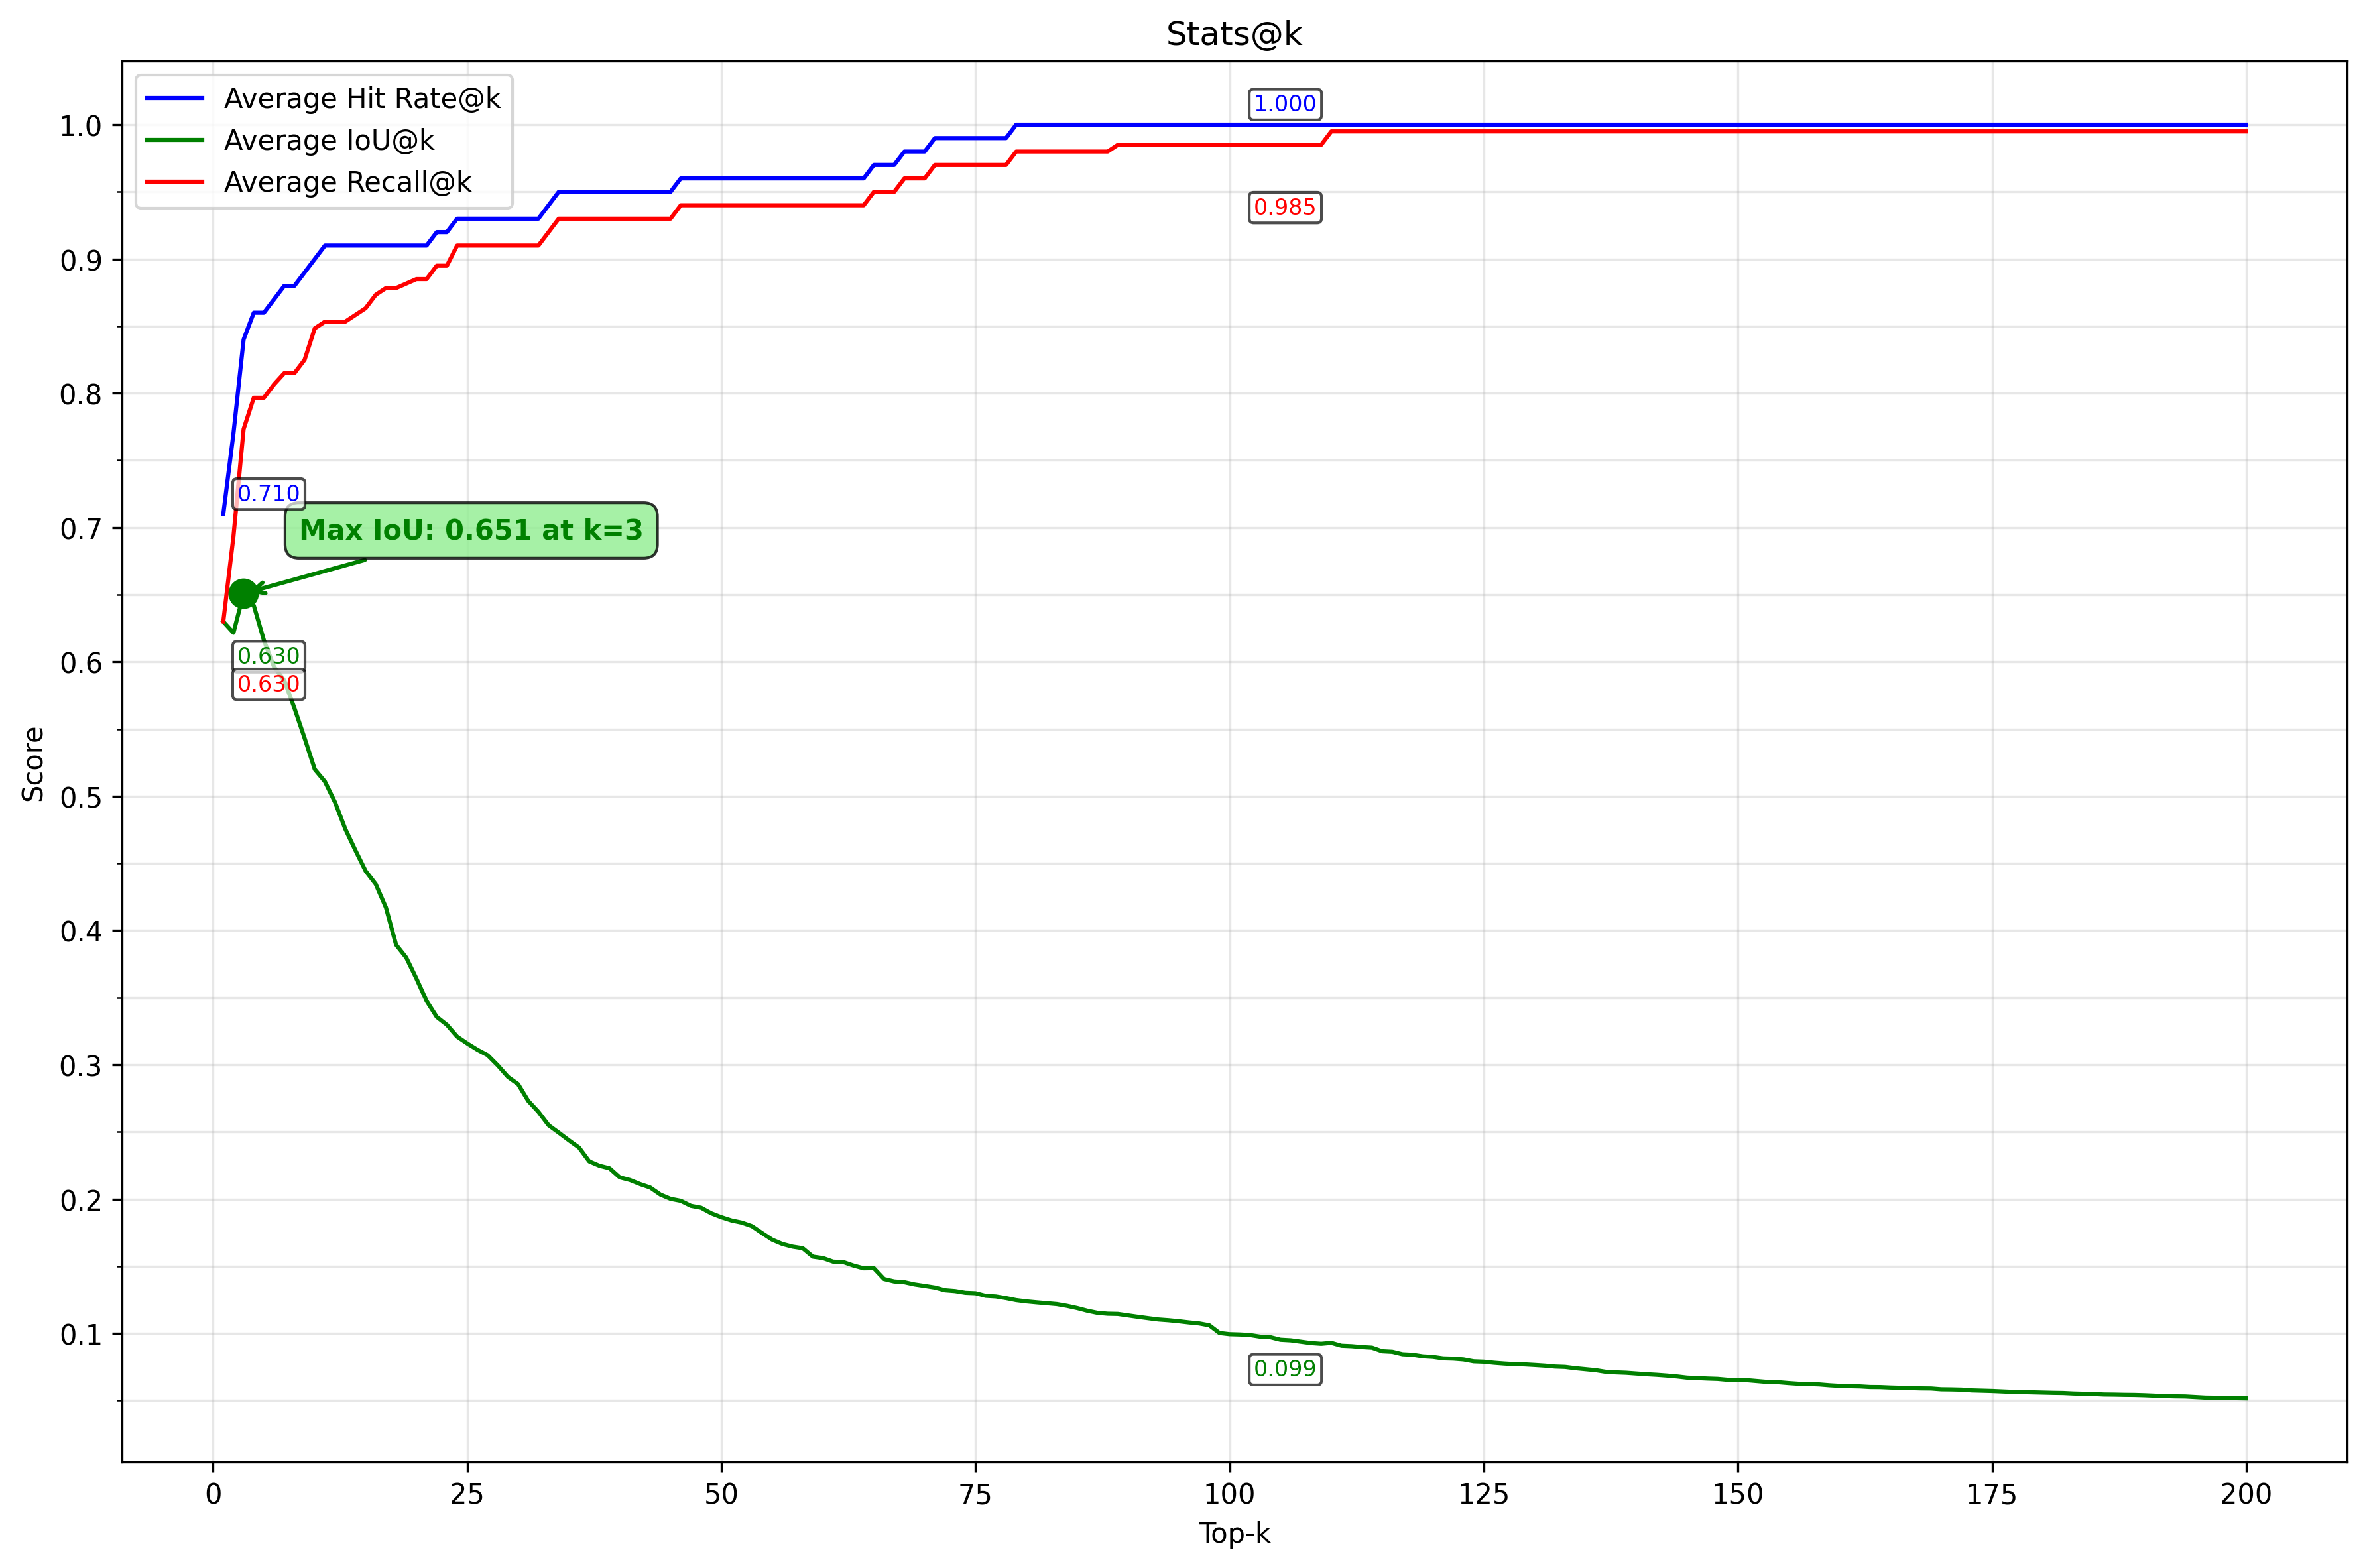 Stats@k
Average Hit Rate@k
Average IoU@k
Average Recall@k
1.000
0.985
0.710
Max IoU: 0.651 at k=3
0.630
0.630
0.099
Score
1.0
0.9
0.8
0.7
0.6
0.5
0.4
0.3
0.2
0.1
0 25 50 75 100 125 150 175 200
Top-k